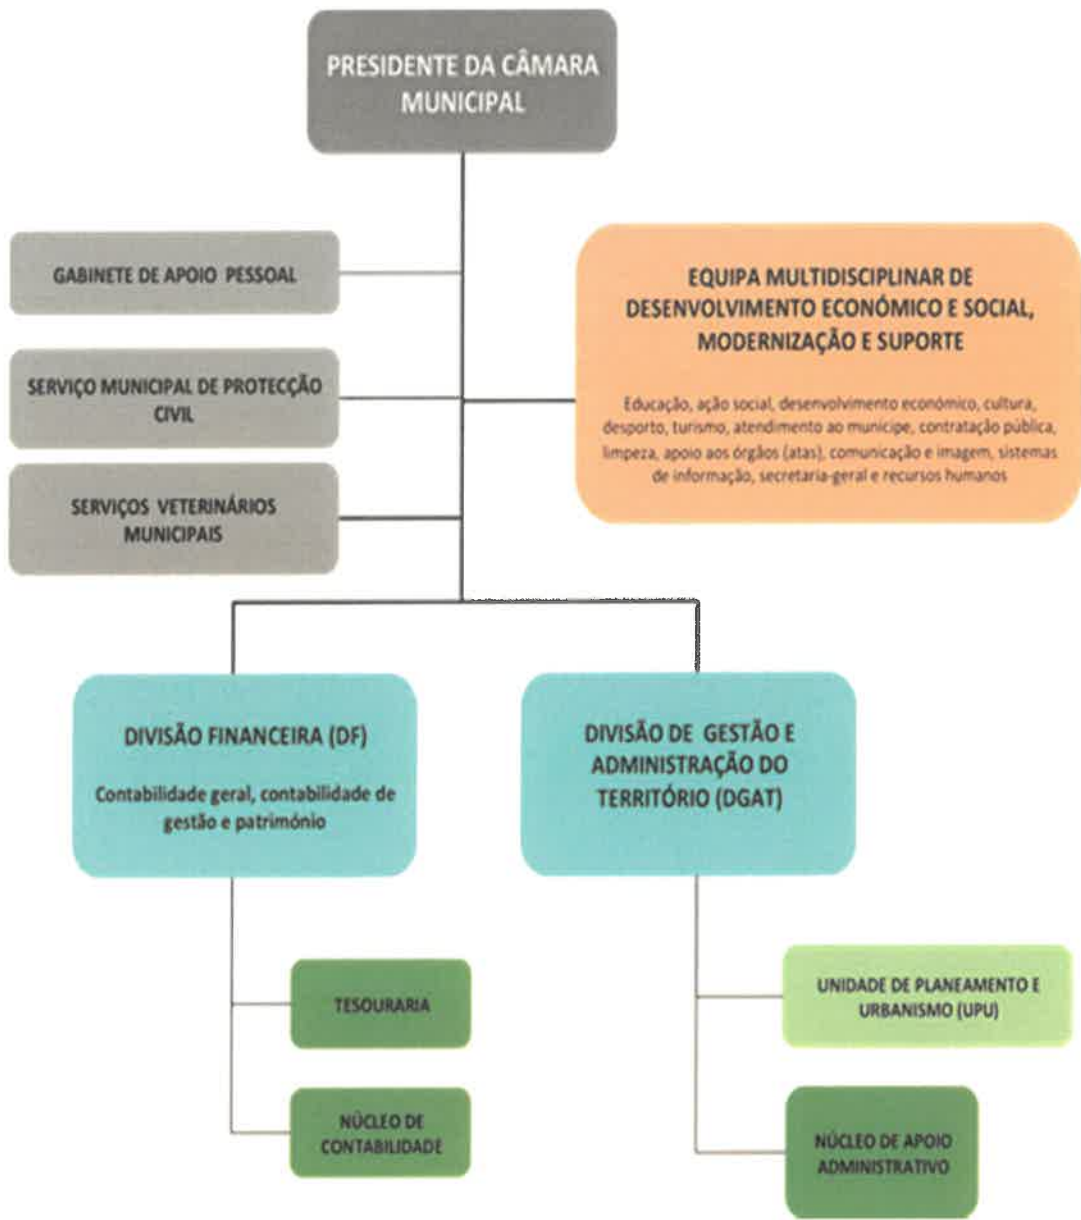 PRESIDENTE DA CÂMARA
MUNICIPAL
GABINETE DE APOIO PESSOAL
SERVIÇO MUNICIPAL DE PROTECÇÃO
CIVIL
SERVIÇOS VETERINÁRIOS
MUNICIPAIS
EQUIPA MULTIDISCIPLINAR DE
DESENVOLVIMENTO ECONÓMICO E SOCIAL,
MODERNIZAÇÃO E SUPORTE
Educação, ação social, desenvolvimento económico, cultura,
desporto, turismo, atendimento ao munícipe, contratação pública,
limpeza, apoio aos órgãos (atas), comunicação e imagem, sistemas
de informação, secretaria-geral e recursos humanos
DIVISÃO FINANCEIRA (DF)
Contabilidade geral, contabilidade de
gestão e património
DIVISÃO DE GESTÃO E
ADMINISTRAÇÃO DO
TERRITÓRIO (DGAT)
TESOURARIA
NÚCLEO DE
CONTABILIDADE
UNIDADE DE PLANEAMENTO E
URBANISMO (UPU)
NÚCLEO DE APOIO
ADMINISTRATIVO